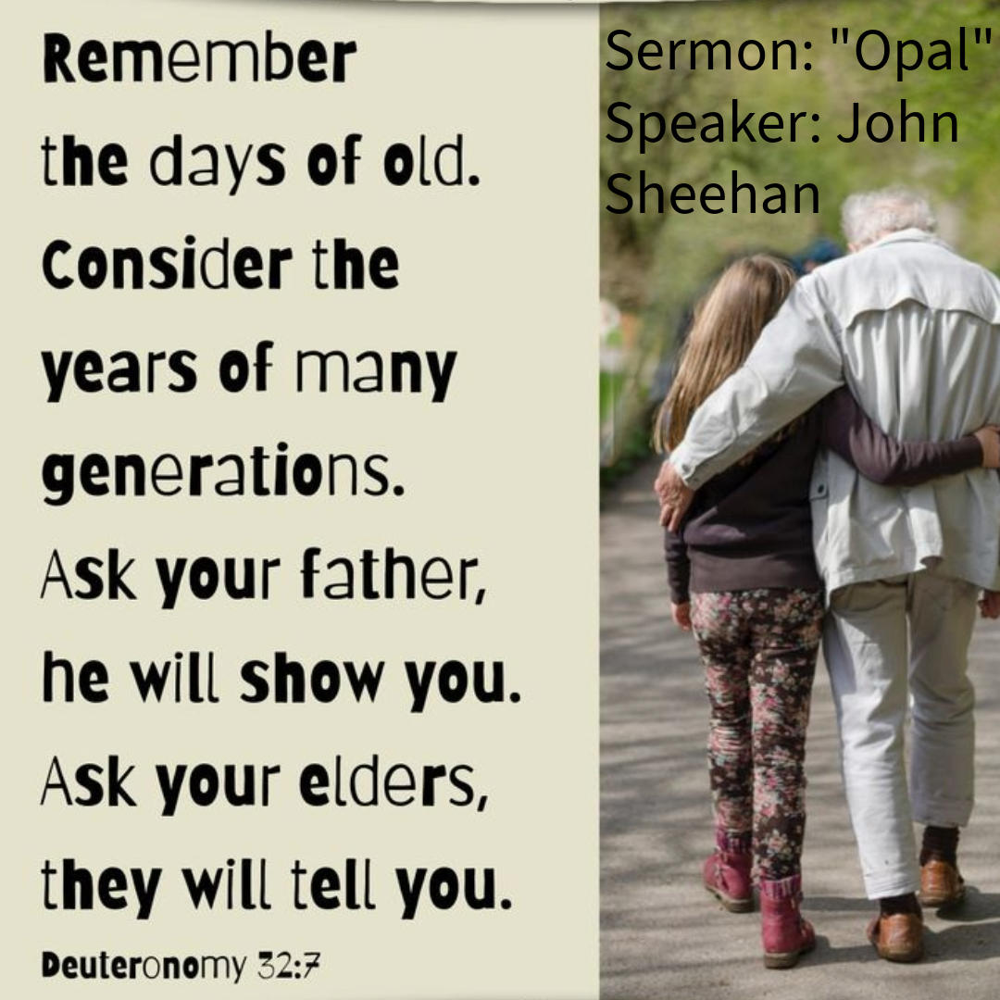 Remember
the days of old.
Consider the
years of many
generations.
Ask your father,
he will show you.
Ask your elders,
they will tell you.
Deuteronomy 32:7
Sermon: "Opal"
Speaker: John
Sheehan